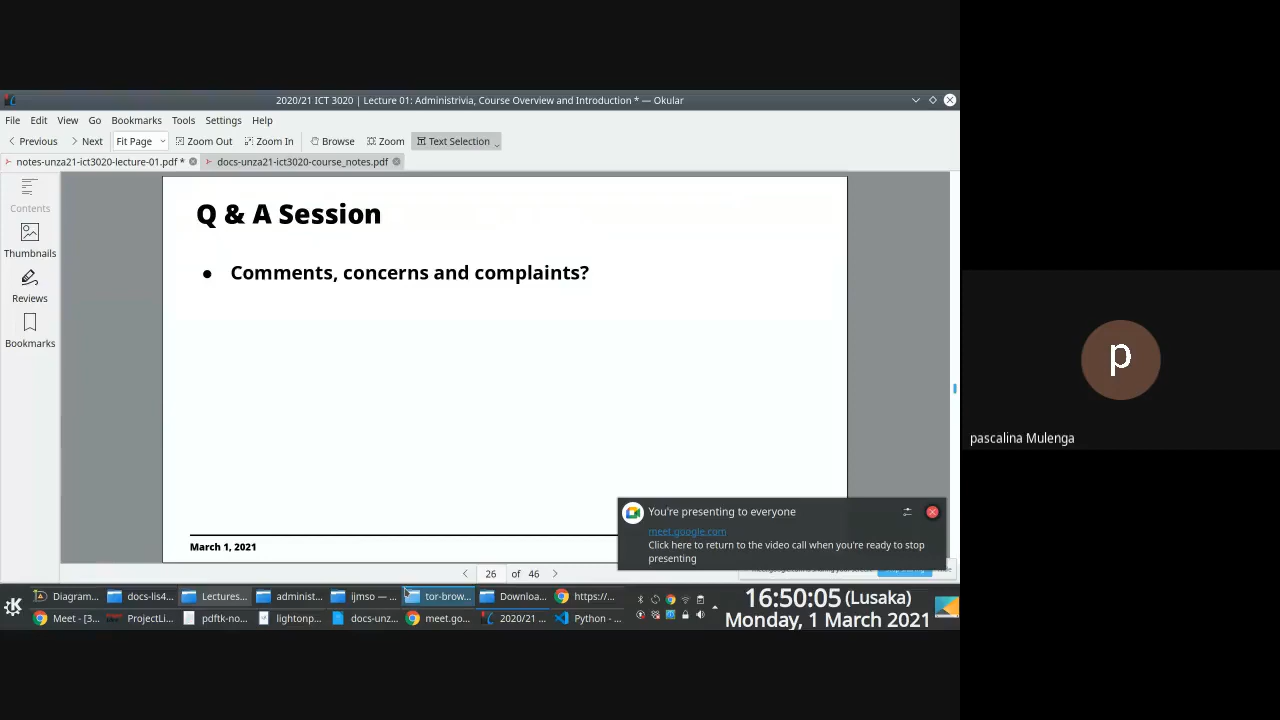 2020/21 ICT 3020 | Lecture 01: Administrivia, Course Overview and Introduction * — Okular
File Edit View Go Bookmarks Tools Settings Help
Previous Next Fit Page Zoom Out Zoom In Browse Zoom Text Selection
notes-unza21-ict3020-lecture-01.pdf * docs-unza21-ict3020-course_notes.pdf
Contents
Thumbnails
Reviews
Bookmarks
Q & A Session
● Comments, concerns and complaints?
March 1, 2021
You're presenting to everyone
meet.google.com
Click here to return to the video call when you're ready to stop
presenting
26 of 46
p
pascalina Mulenga
Diagram... docs-lis4... Lectures... administ... ijmso —... tor-brow... Downloa... https://...
Meet - [3... ProjectLi... pdftk-no... lightonp... docs-unz... meet.go... 2020/21 ... Python - ...
16:50:05 (Lusaka)
Monday, 1 March 2021